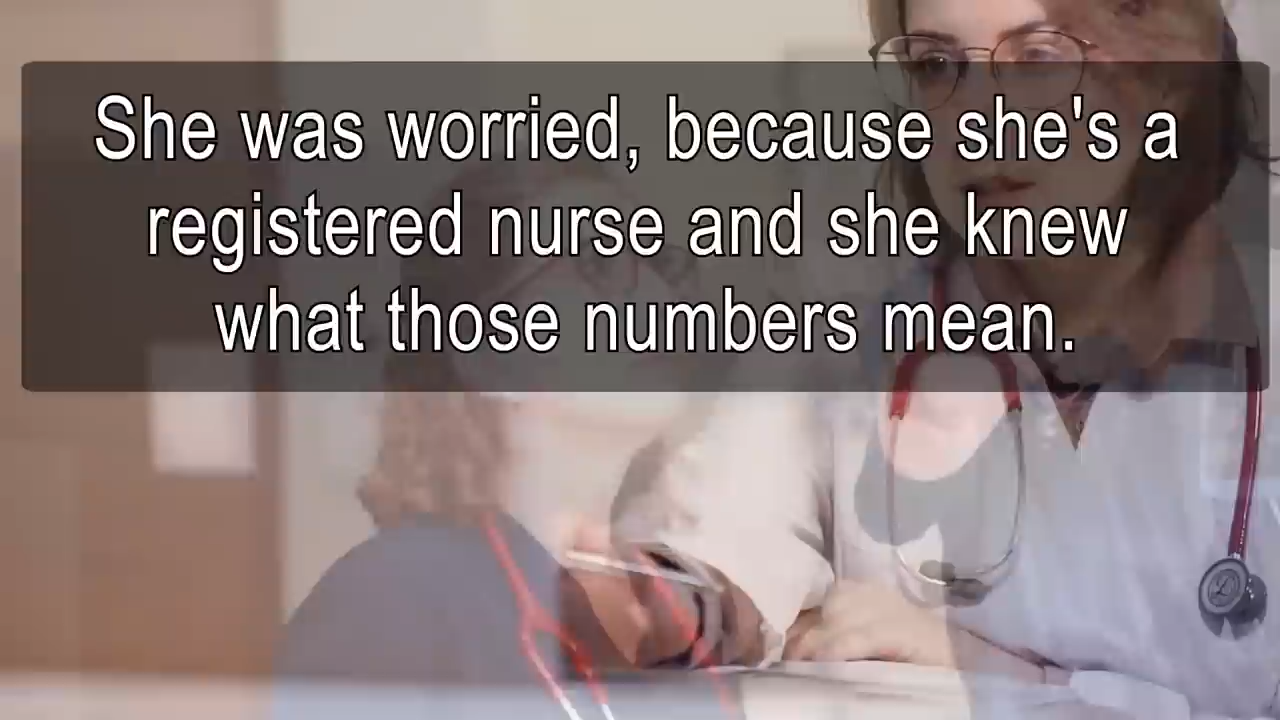 She was worried, because she's a
registered nurse and she knew
what those numbers mean.